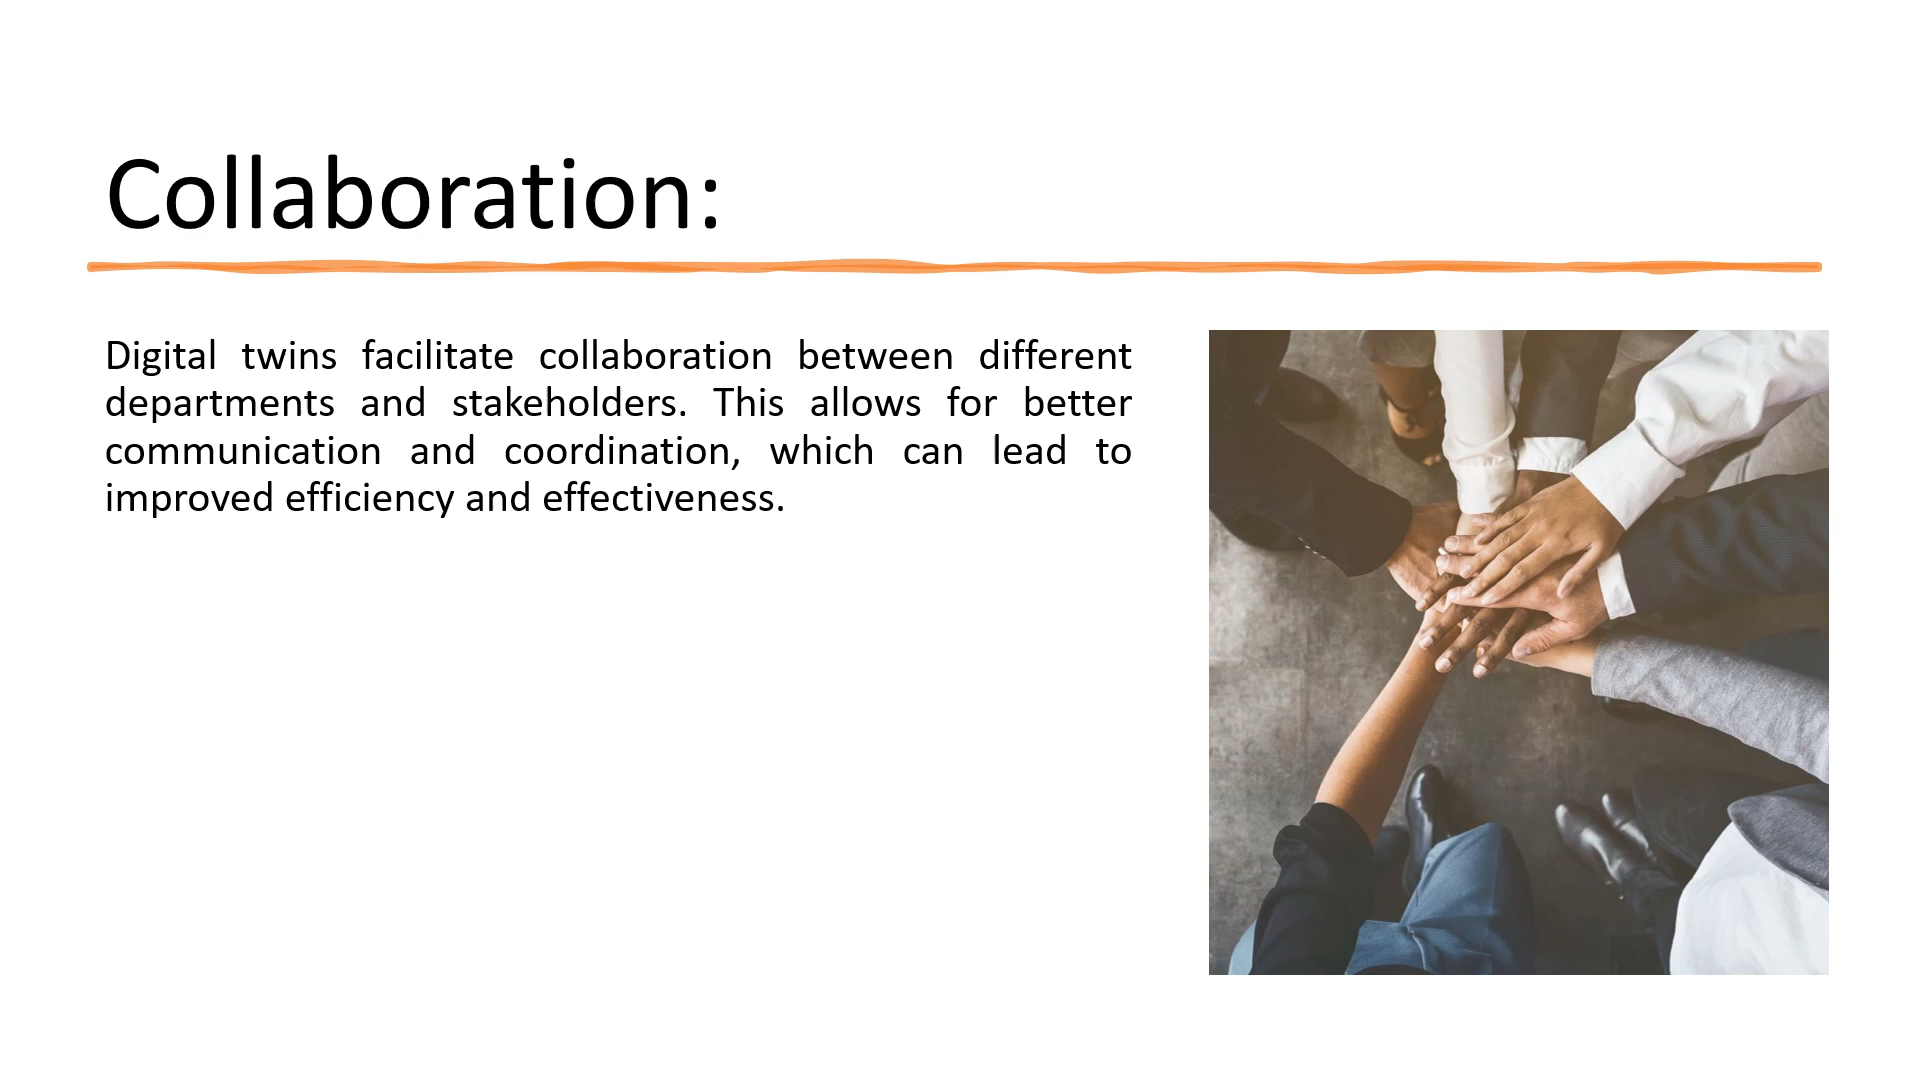 Collaboration:
Digital twins facilitate collaboration between different
departments and stakeholders. This allows for better
communication and coordination, which can lead to
improved efficiency and effectiveness.